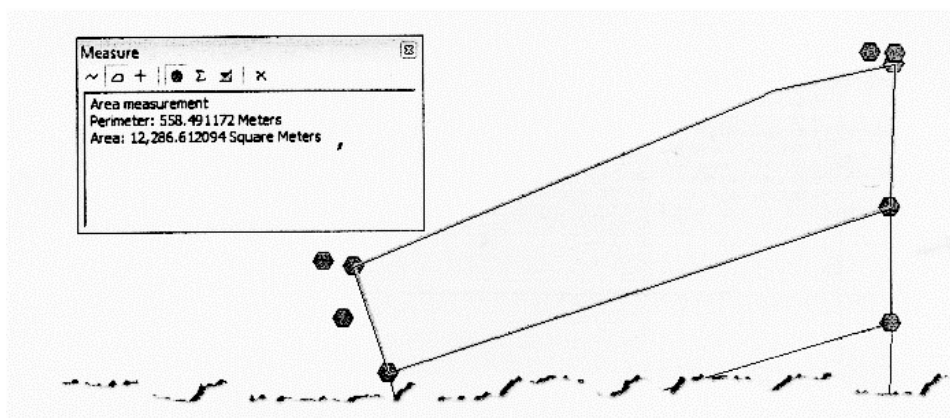 Measure
Area measurement
Perimeter: 558.491172 Meters
Area: 12,286.612094 Square Meters